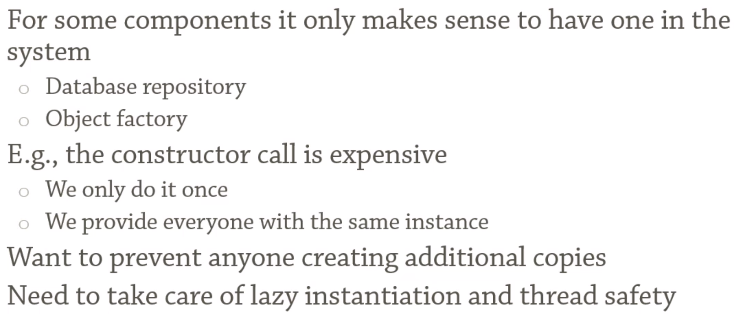 For some components it only makes sense to have one in the
system
○ Database repository
○ Object factory
E.g., the constructor call is expensive
○ We only do it once
○ We provide everyone with the same instance
Want to prevent anyone creating additional copies
Need to take care of lazy instantiation and thread safety